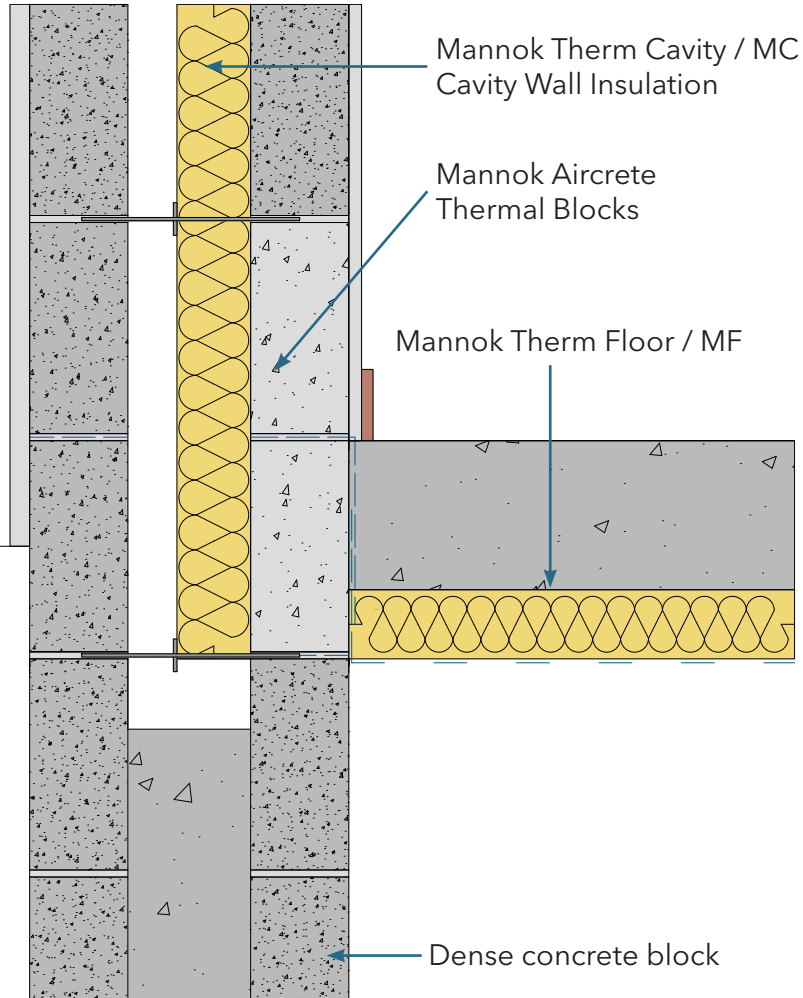 Mannok Therm Cavity / MC
Cavity Wall Insulation
Mannok Aircrete
Thermal Blocks
Mannok Therm Floor / MF
Dense concrete block